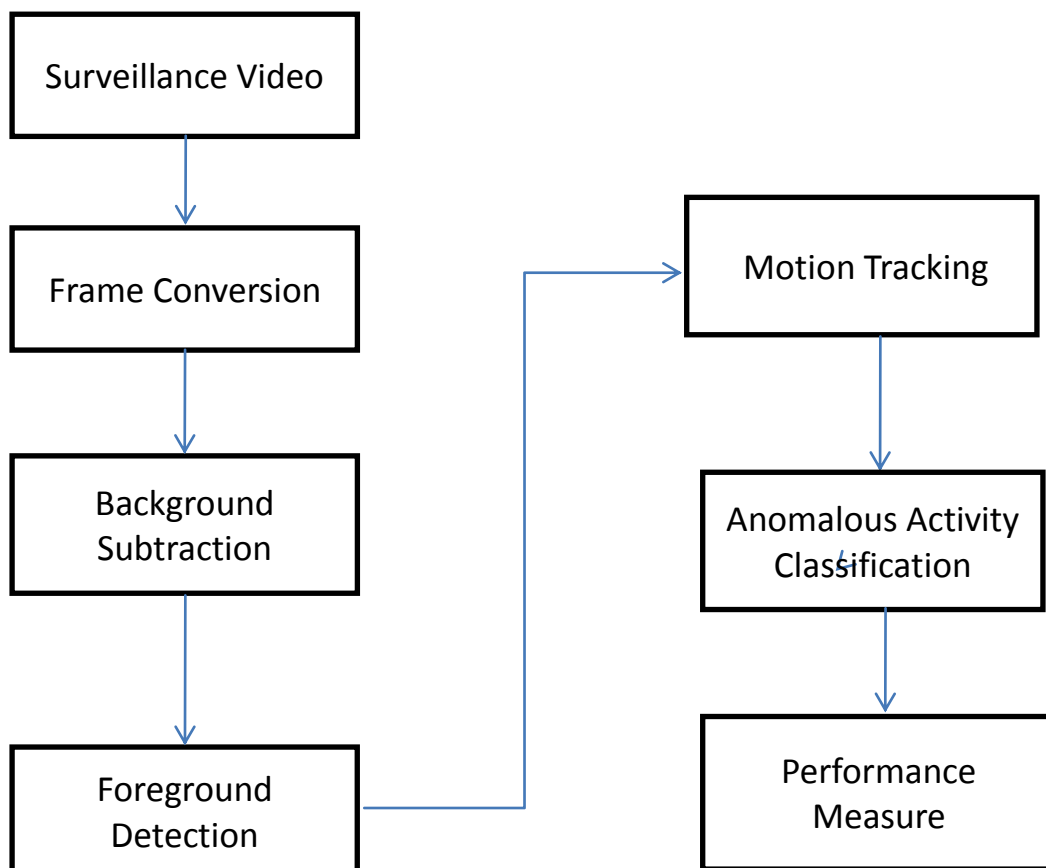 Surveillance Video
Frame Conversion
Background
Subtraction
Foreground
Detection
Motion Tracking
Anomalous Activity
Classification
Performance
Measure